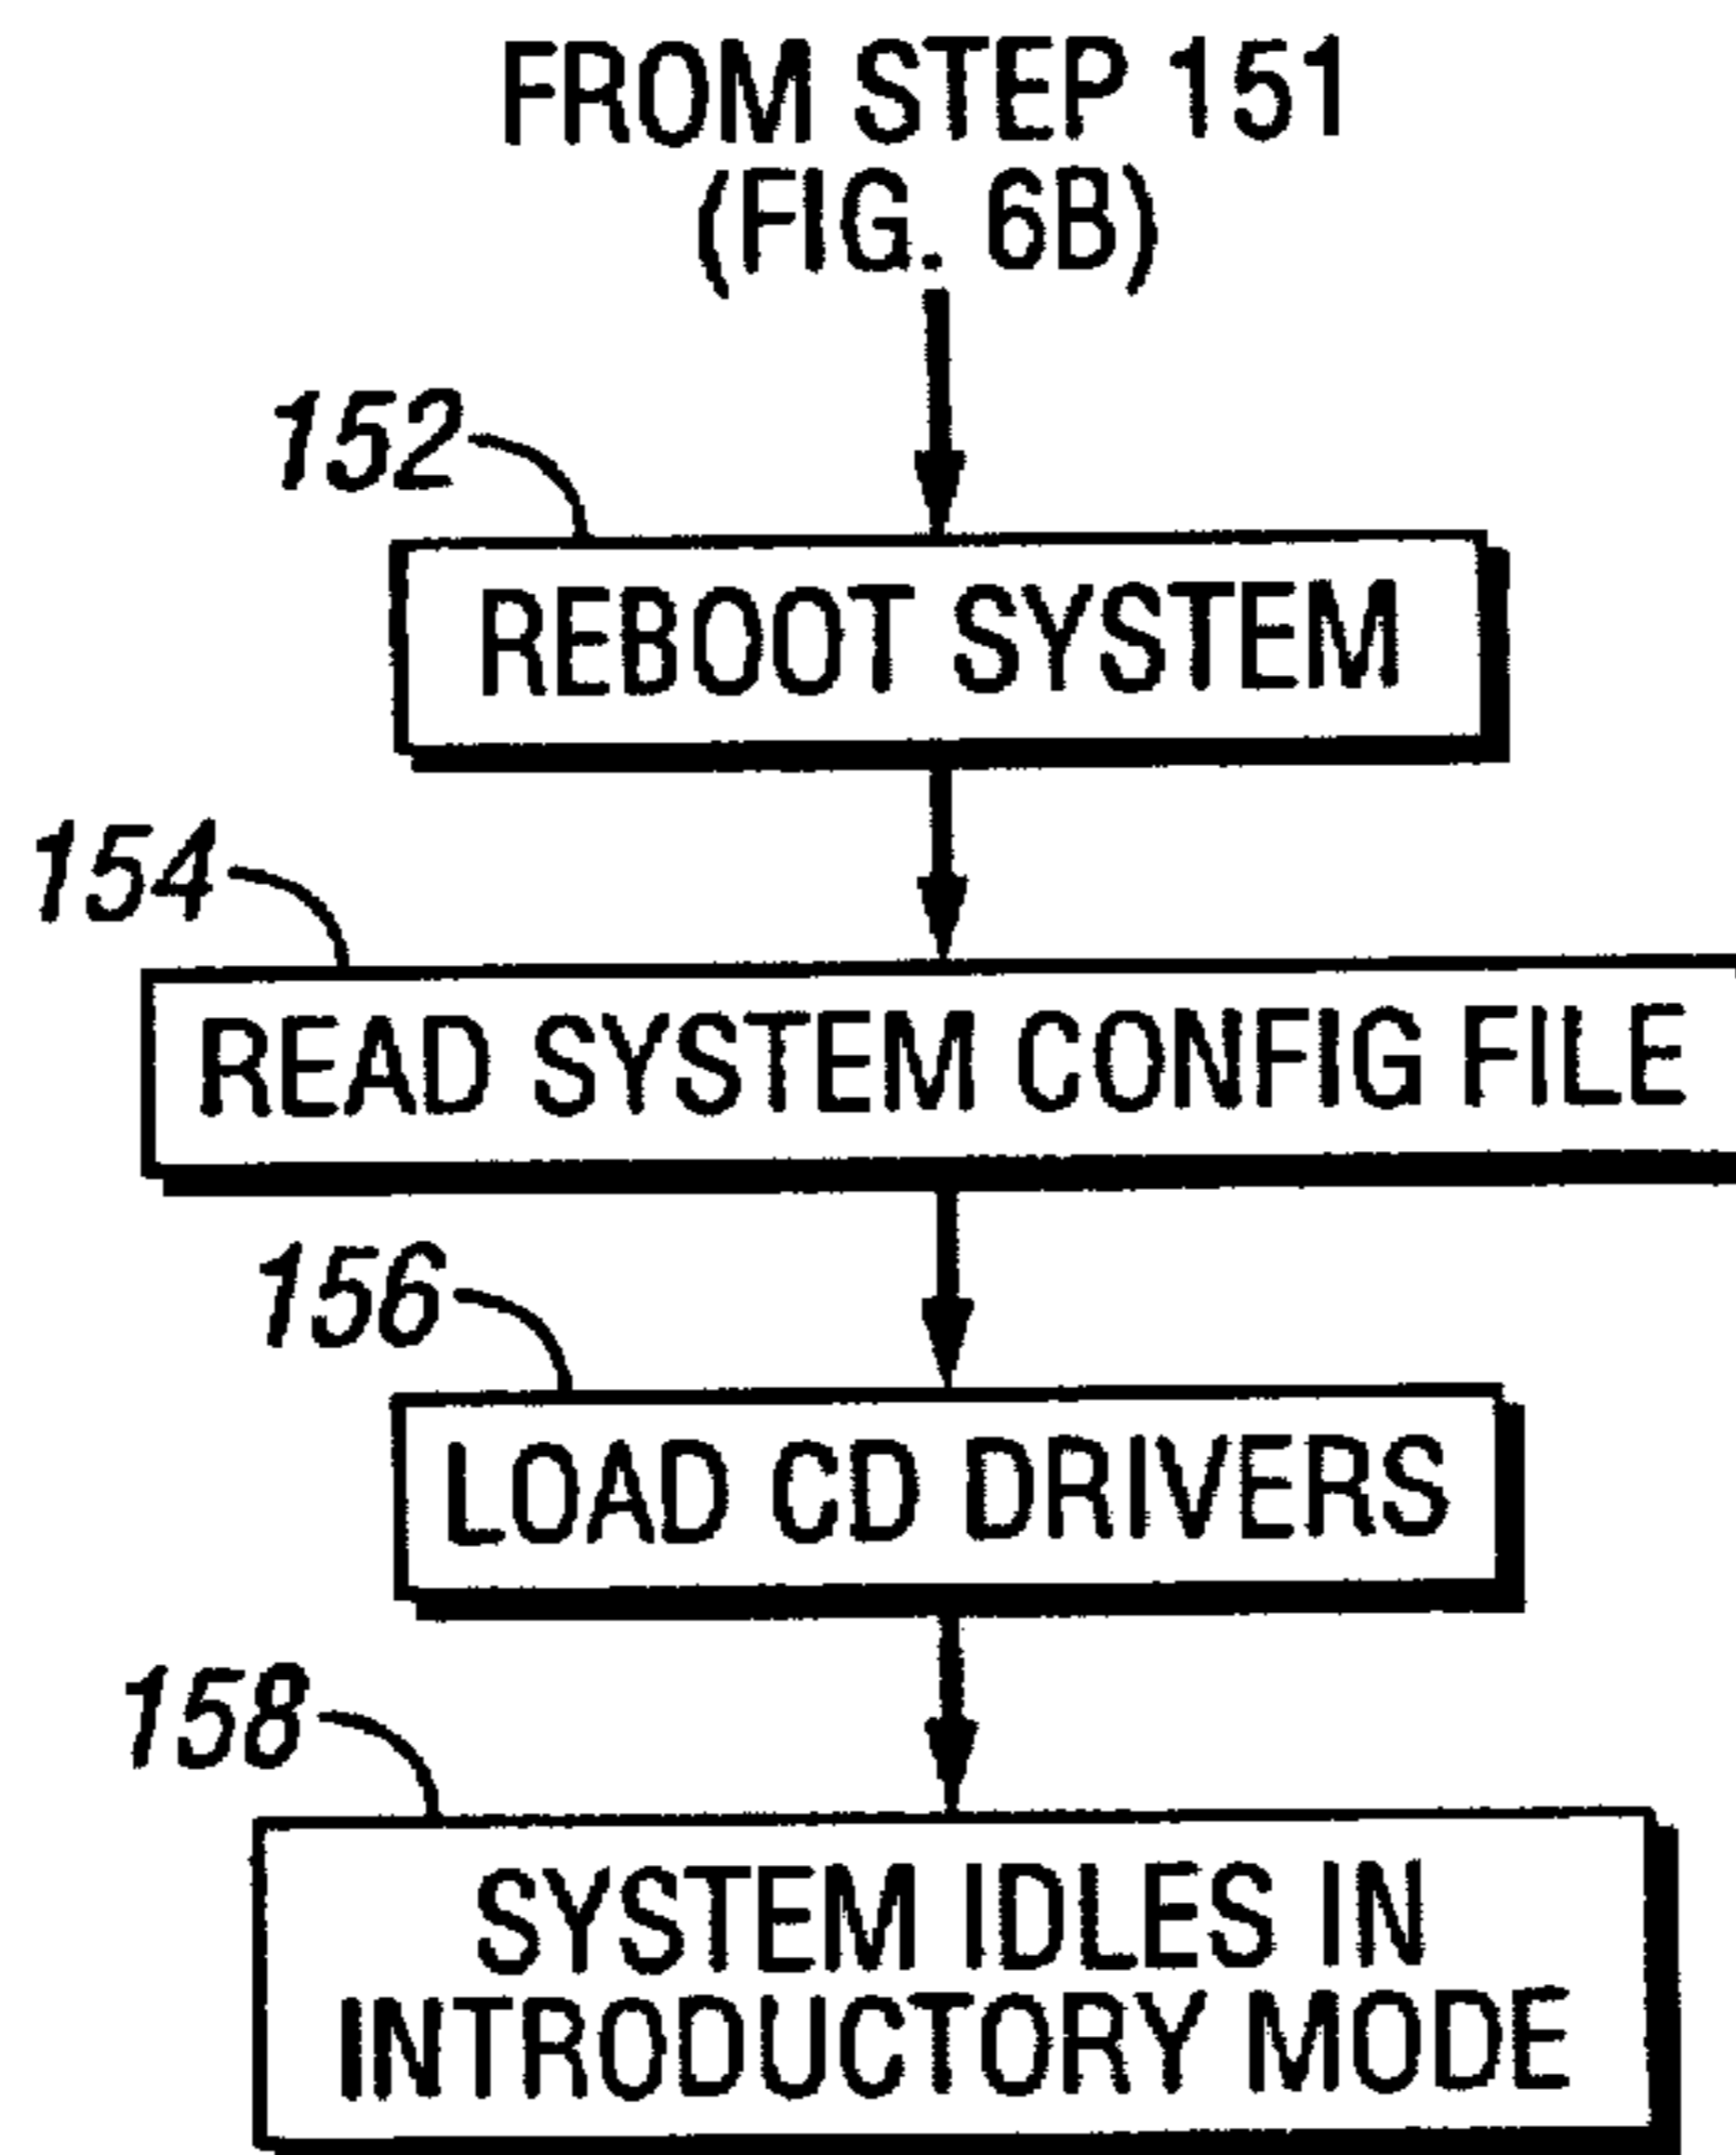 FROM STEP 151
(FIG. 6B)
152
REBOOT SYSTEM
154
READ SYSTEM CONFIG FILE
156
LOAD CD DRIVERS
158
SYSTEM IDLES IN
INTRODUCTORY MODE